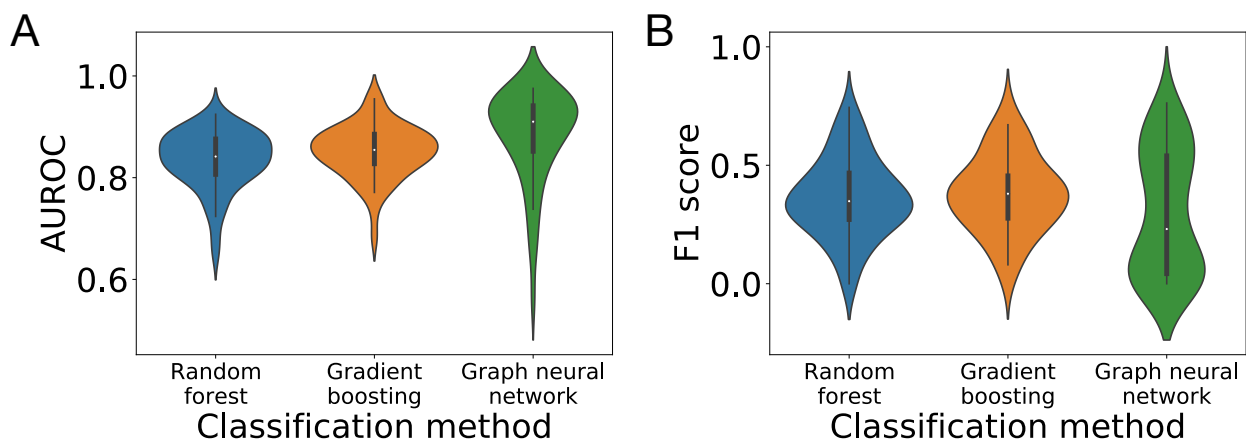 A
AUROC
1.0
0.8
0.6
Random
forest
Gradient
boosting
Graph neural
network
Classification method
B
F1 score
1.0
0.5
0.0
Random
forest
Gradient
boosting
Graph neural
network
Classification method